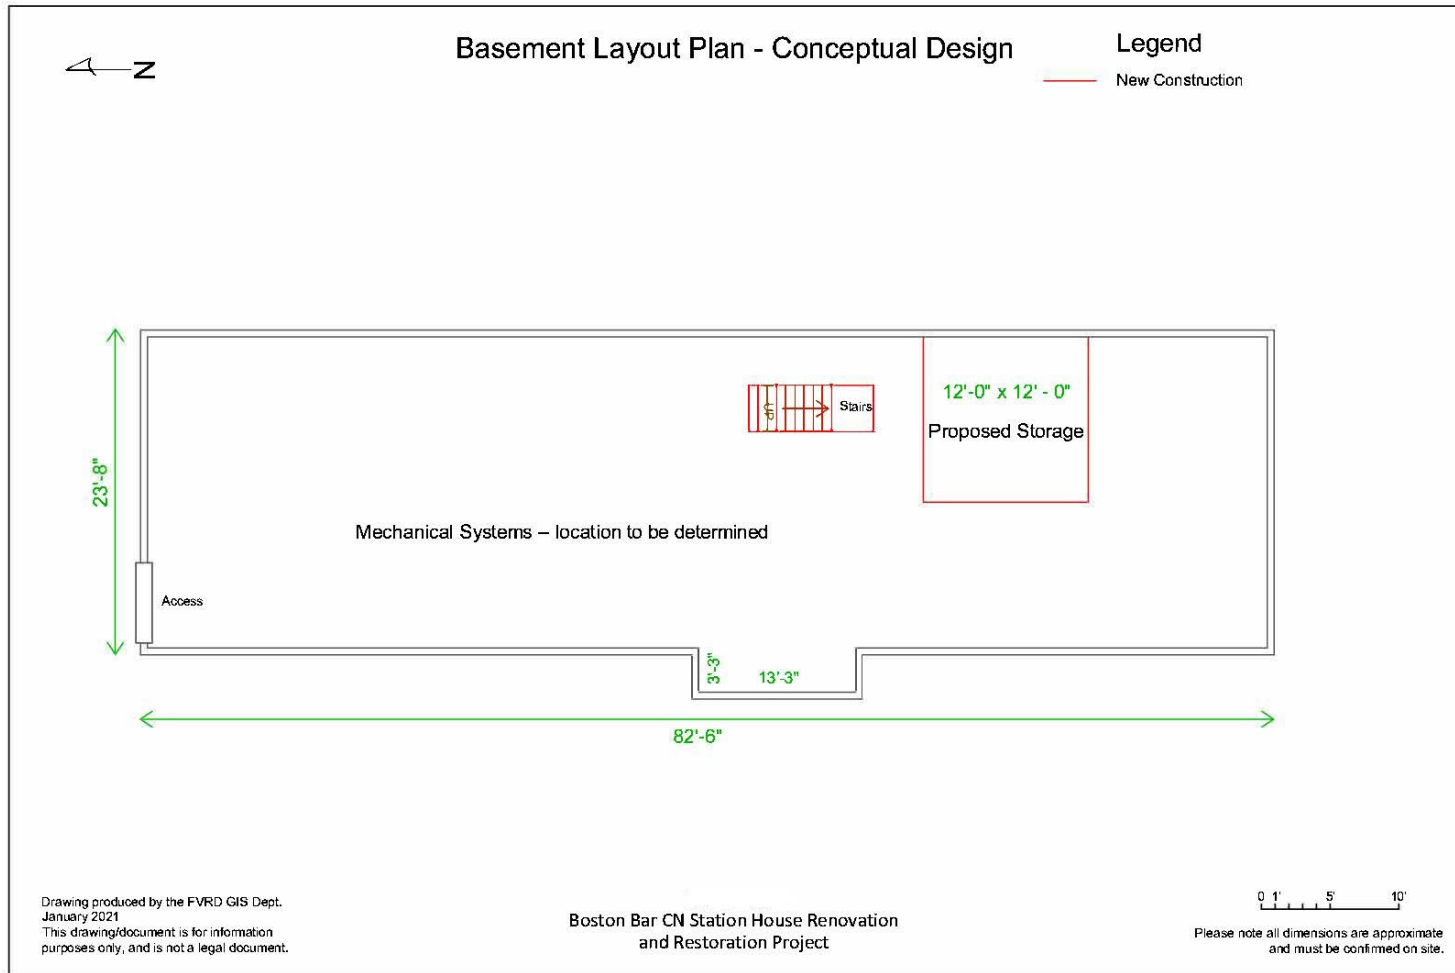 Basement Layout Plan - Conceptual Design
Legend
New Construction
N
12'-0" x 12' - 0"
UP
Stairs
Proposed Storage
23'-8"
Mechanical Systems – location to be determined
Access
3'-3"
13'-3"
82'-6"
Drawing produced by the FVRD GIS Dept.
January 2021
This drawing/document is for information
purposes only, and is not a legal document.
Boston Bar CN Station House Renovation
and Restoration Project
0 1' 5' 10'
Please note all dimensions are approximate
and must be confirmed on site.